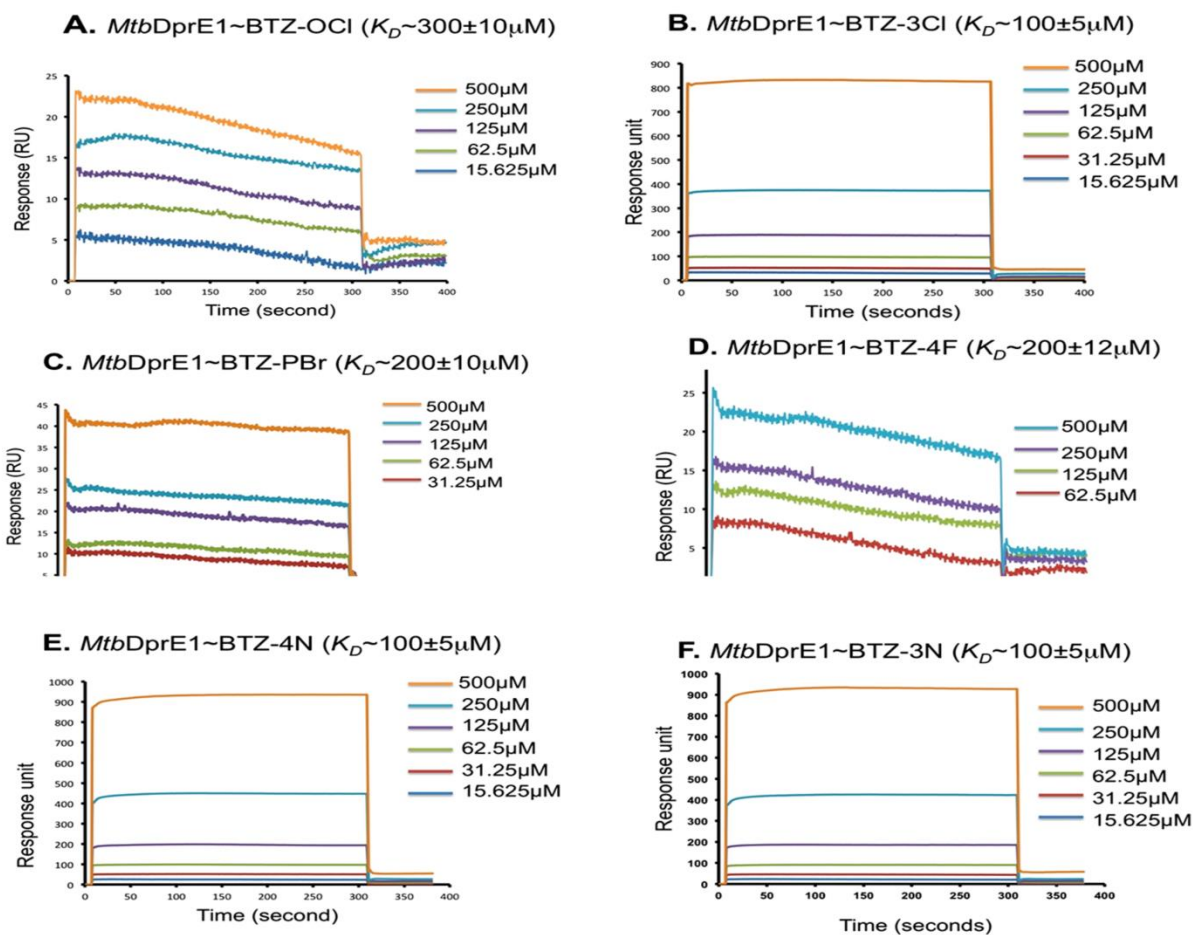 A. MtbDprE1~BTZ-OCl (KD~300±10µM)
Response (RU)
25
20
15
10
5
0
0 50 100 150 200 250 300 350 400
Time (second)
500µM
250µM
125µM
62.5µM
15.625µM
B. MtbDprE1~BTZ-3Cl (KD~100±5µM)
Response unit
900
800
700
600
500
400
300
200
100
0
0 50 100 150 200 250 300 350 400
Time (seconds)
500µM
250µM
125µM
62.5µM
31.25µM
15.625µM
C. MtbDprE1~BTZ-PBr (KD~200±10µM)
Response (RU)
45
40
35
30
25
20
15
10
5
500µM
250µM
125µM
62.5µM
31.25µM
D. MtbDprE1~BTZ-4F (KD~200±12µM)
Response (RU)
25
20
15
10
5
500µM
250µM
125µM
62.5µM
E. MtbDprE1~BTZ-4N (KD~100±5µM)
Response unit
1000
900
800
700
600
500
400
300
200
100
0
0 50 100 150 200 250 300 350 400
Time (second)
500µM
250µM
125µM
62.5µM
31.25µM
15.625µM
F. MtbDprE1~BTZ-3N (KD~100±5µM)
Response unit
1000
900
800
700
600
500
400
300
200
100
0
0 50 100 150 200 250 300 350 400
Time (seconds)
500µM
250µM
125µM
62.5µM
31.25µM
15.625µM